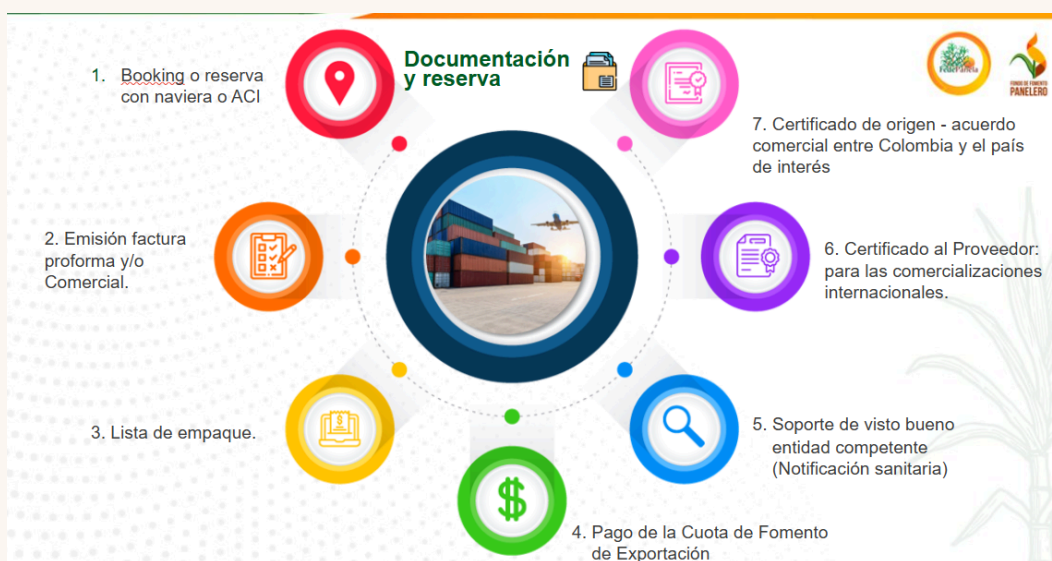 Documentación
y reserva
1. Booking o reserva
con naviera o ACI
2. Emisión factura
proforma y/o
Comercial.
3. Lista de empaque.
4. Pago de la Cuota de Fomento
de Exportación
5. Soporte de visto bueno
entidad competente
(Notificación sanitaria)
6. Certificado al Proveedor:
para las comercializaciones
internacionales.
7. Certificado de origen - acuerdo
comercial entre Colombia y el país
de interés
Fedepanela
FONDO DE FOMENTO
PANELERO